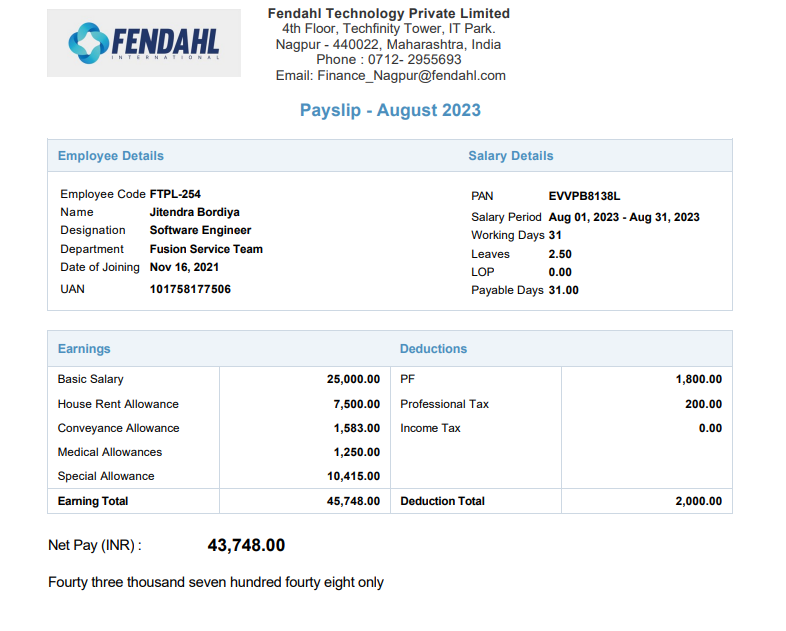 FENDAHL
INTERNATIONAL
Fendahl Technology Private Limited
4th Floor, Techfinity Tower, IT Park.
Nagpur - 440022, Maharashtra, India
Phone : 0712- 2955693
Email: Finance_Nagpur@fendahl.com
Payslip - August 2023
Employee Details Salary Details
Employee Code FTPL-254 PAN EVVPB8138L
Name Jitendra Bordiya Salary Period Aug 01, 2023 - Aug 31, 2023
Designation Software Engineer Working Days 31
Department Fusion Service Team Leaves 2.50
Date of Joining Nov 16, 2021 LOP 0.00
UAN 101758177506 Payable Days 31.00
Earnings Deductions
Basic Salary 25,000.00 PF 1,800.00
House Rent Allowance 7,500.00 Professional Tax 200.00
Conveyance Allowance 1,583.00 Income Tax 0.00
Medical Allowances 1,250.00
Special Allowance 10,415.00
Earning Total 45,748.00 Deduction Total 2,000.00
Net Pay (INR) : 43,748.00
Fourty three thousand seven hundred fourty eight only